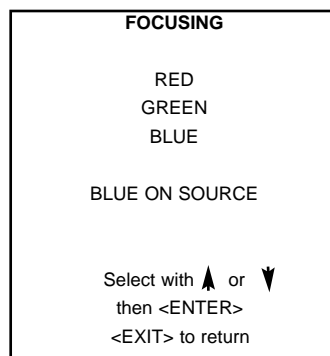 FOCUSING
RED
GREEN
BLUE
BLUE ON SOURCE
Select with or
then <ENTER>
<EXIT> to return